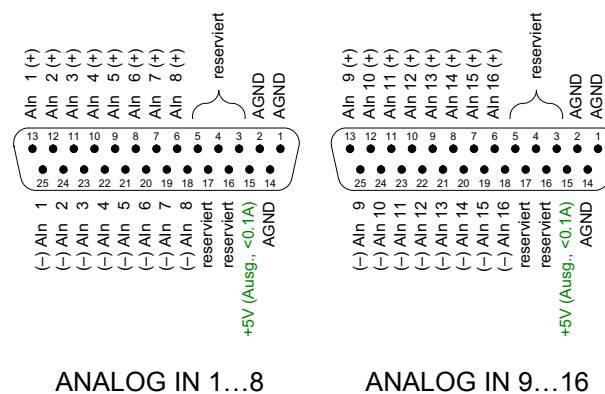 AIn 1 (+)
AIn 2 (+)
AIn 3 (+)
AIn 4 (+)
AIn 5 (+)
AIn 6 (+)
AIn 7 (+)
AIn 8 (+)
reserviert
AGND
AGND
13 12 11 10 9 8 7 6 5 4 3 2 1
25 24 23 22 21 20 19 18 17 16 15 14
(–) AIn 1
(–) AIn 2
(–) AIn 3
(–) AIn 4
(–) AIn 5
(–) AIn 6
(–) AIn 7
(–) AIn 8
reserviert
reserviert
+5V (Ausg., <0.1A)
AGND
ANALOG IN 1…8
AIn 9 (+)
AIn 10 (+)
AIn 11 (+)
AIn 12 (+)
AIn 13 (+)
AIn 14 (+)
AIn 15 (+)
AIn 16 (+)
reserviert
AGND
AGND
13 12 11 10 9 8 7 6 5 4 3 2 1
25 24 23 22 21 20 19 18 17 16 15 14
(–) AIn 9
(–) AIn 10
(–) AIn 11
(–) AIn 12
(–) AIn 13
(–) AIn 14
(–) AIn 15
(–) AIn 16
reserviert
reserviert
+5V (Ausg., <0.1A)
AGND
ANALOG IN 9…16